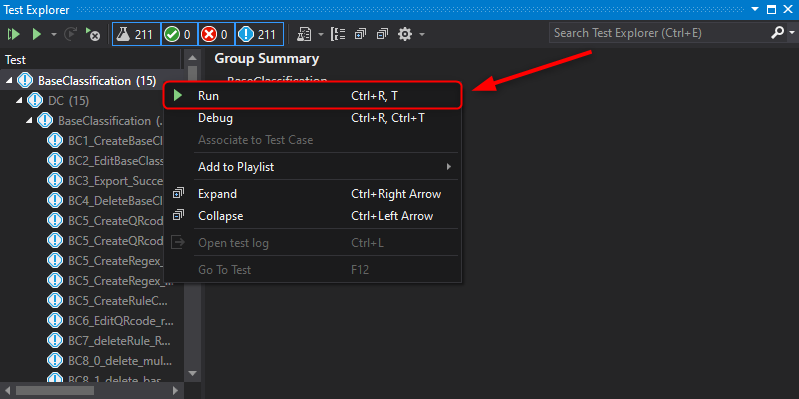 Test Explorer
211 0 0 211
Search Test Explorer (Ctrl+E)
Test
Group Summary
BaseClassification (15)
BaseClassification
DC (15)
BaseClassification (..
BC1_CreateBaseCl
BC2_EditBaseClass
BC3_Export_Succe
BC4_DeleteBaseCl
BC5_CreateQRcod
BC5_CreateQRcod
BC5_CreateRegex_
BC5_CreateRegex_
BC5_CreateRuleC...
BC6_EditQRcode_r...
BC7_deleteRule_R...
BC8_0_delete_mul...
BC8_1_delete_bas
Run Ctrl+R, T
Debug Ctrl+R, Ctrl+T
Associate to Test Case
Add to Playlist
Expand Ctrl+Right Arrow
Collapse Ctrl+Left Arrow
Open test log Ctrl+L
Go To Test F12